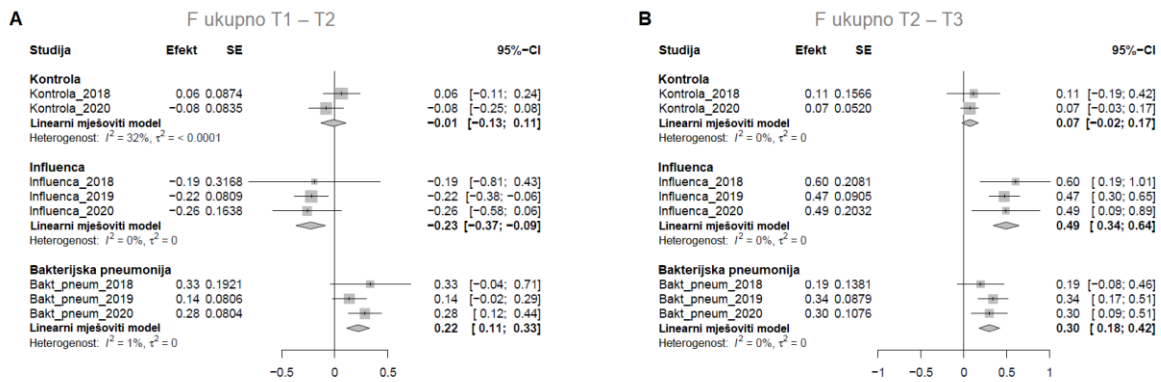 A F ukupno T1 – T2
Studija Efekt SE 95%−CI
Kontrola
Kontrola_2018 0.06 0.0874 0.06 [−0.11; 0.24]
Kontrola_2020 −0.08 0.0835 −0.08 [−0.25; 0.08]
Linearni mješoviti model −0.01 [−0.13; 0.11]
Heterogenost: I² = 32%, τ² = < 0.0001
Influenca
Influenca_2018 −0.19 0.3168 −0.19 [−0.81; 0.43]
Influenca_2019 −0.22 0.0809 −0.22 [−0.38; −0.06]
Influenca_2020 −0.26 0.1638 −0.26 [−0.58; 0.06]
Linearni mješoviti model −0.23 [−0.37; −0.09]
Heterogenost: I² = 0%, τ² = 0
Bakterijska pneumonija
Bakt_pneum_2018 0.33 0.1921 0.33 [−0.04; 0.71]
Bakt_pneum_2019 0.14 0.0806 0.14 [−0.02; 0.29]
Bakt_pneum_2020 0.28 0.0804 0.28 [ 0.12; 0.44]
Linearni mješoviti model 0.22 [ 0.11; 0.33]
Heterogenost: I² = 1%, τ² = 0
−0.5 0 0.5
B F ukupno T2 – T3
Studija Efekt SE 95%−CI
Kontrola
Kontrola_2018 0.11 0.1566 0.11 [−0.19; 0.42]
Kontrola_2020 0.07 0.0520 0.07 [−0.03; 0.17]
Linearni mješoviti model 0.07 [−0.02; 0.17]
Heterogenost: I² = 0%, τ² = 0
Influenca
Influenca_2018 0.60 0.2081 0.60 [ 0.19; 1.01]
Influenca_2019 0.47 0.0905 0.47 [ 0.30; 0.65]
Influenca_2020 0.49 0.2032 0.49 [ 0.09; 0.89]
Linearni mješoviti model 0.49 [ 0.34; 0.64]
Heterogenost: I² = 0%, τ² = 0
Bakterijska pneumonija
Bakt_pneum_2018 0.19 0.1381 0.19 [−0.08; 0.46]
Bakt_pneum_2019 0.34 0.0879 0.34 [ 0.17; 0.51]
Bakt_pneum_2020 0.30 0.1076 0.30 [ 0.09; 0.51]
Linearni mješoviti model 0.30 [ 0.18; 0.42]
Heterogenost: I² = 0%, τ² = 0
−1 −0.5 0 0.5 1